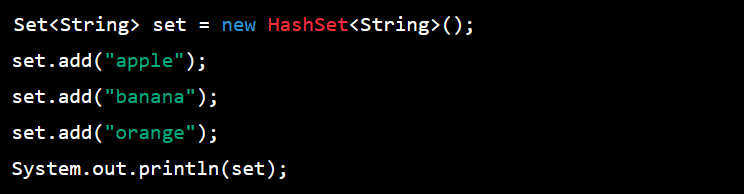 Set<String> set = new HashSet<String>();
set.add("apple");
set.add("banana");
set.add("orange");
System.out.println(set);